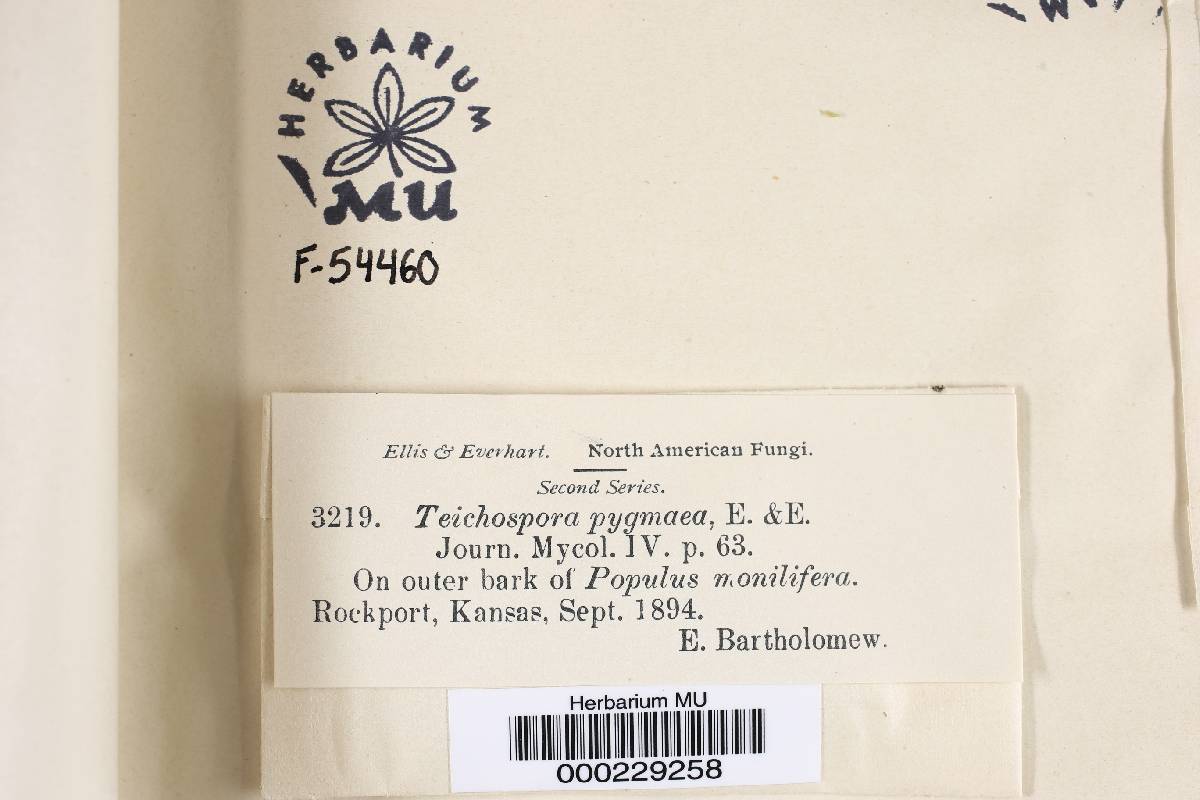 HERBARIUM
MU
F-54460
Ellis & Everhart. North American Fungi.
Second Series.
3219. Teichospora pygmaea, E. &E.
Journ. Mycol. IV. p. 63.
On outer bark of Populus monilifera.
Rockport, Kansas, Sept. 1894.
E. Bartholomew.
Herbarium MU
000229258